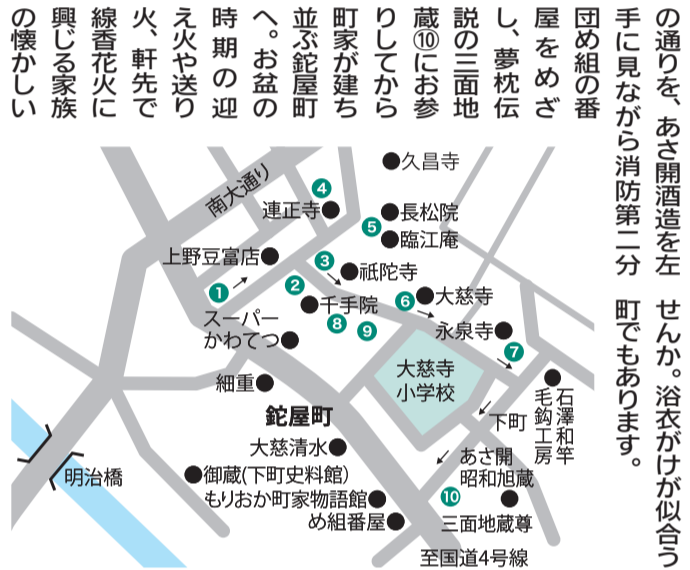 の通りを、あさ開酒造を左
手に見ながら消防第二分
団め組の番
屋をめざ
し、夢枕伝
説の三面地
蔵⑩にお参
りしてから
町家が建ち
並ぶ鉈屋町
へ。お盆の
時期の迎
え火や送り
火、軒先で
線香花火に
興じる家族
の懐かしい
せんか。浴衣がけが似合う
町でもあります。
久昌寺
南大通り
④
連正寺
長松院
⑤
臨江庵
上野豆富店
③
祇陀寺
①
②
千手院
⑥
大慈寺
スーパー
かわてつ
⑧
⑨
永泉寺
⑦
大慈寺
小学校
細重
鉈屋町
下町
石澤和竿
毛鈎工房
大慈清水
あさ開
昭和旭蔵
明治橋
御蔵(下町史料館)
もりおか町家物語館
⑩
め組番屋
三面地蔵尊
至国道4号線